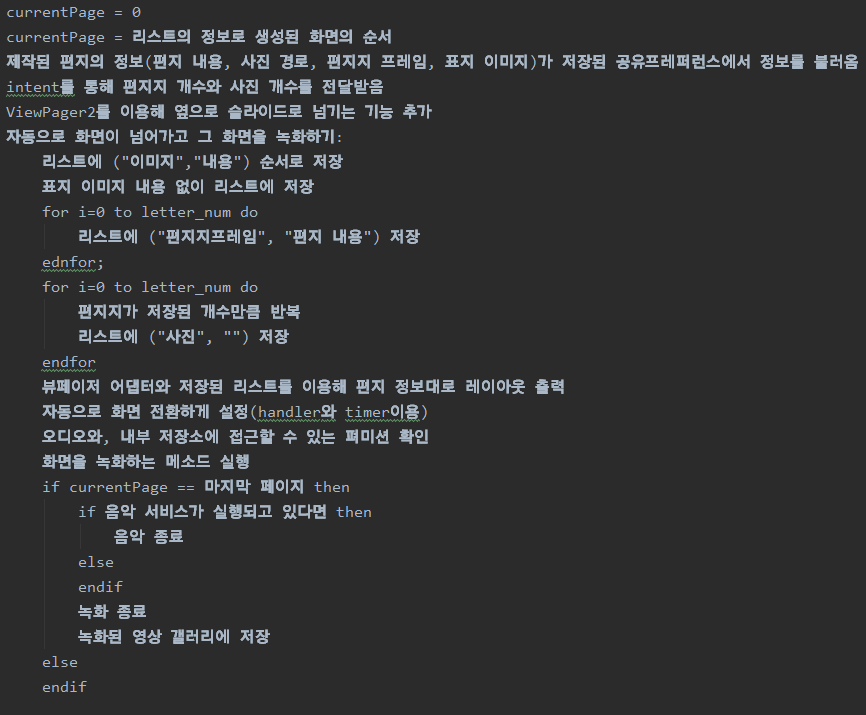 currentPage = 0
currentPage = 리스트의 정보로 생성된 화면의 순서
제작된 편지의 정보(편지 내용, 사진 경로, 편지지 프레임, 표지 이미지)가 저장된 공유프레퍼런스에서 정보를 불러옴
intent를 통해 편지지 개수와 사진 개수를 전달받음
ViewPager2를 이용해 옆으로 슬라이드로 넘기는 기능 추가
자동으로 화면이 넘어가고 그 화면을 녹화하기:
리스트에 ("이미지","내용") 순서로 저장
표지 이미지 내용 없이 리스트에 저장
for i=0 to letter_num do
리스트에 ("편지지프레임", "편지 내용") 저장
ednfor;
for i=0 to letter_num do
편지지가 저장된 개수만큼 반복
리스트에 ("사진", "") 저장
endfor
뷰페이저 어댑터와 저장된 리스트를 이용해 편지 정보대로 레이아웃 출력
자동으로 화면 전환하게 설정(handler와 timer이용)
오디오와, 내부 저장소에 접근할 수 있는 펴미션 확인
화면을 녹화하는 메소드 실행
if currentPage == 마지막 페이지 then
if 음악 서비스가 실행되고 있다면 then
음악 종료
else
endif
녹화 종료
녹화된 영상 갤러리에 저장
else
endif